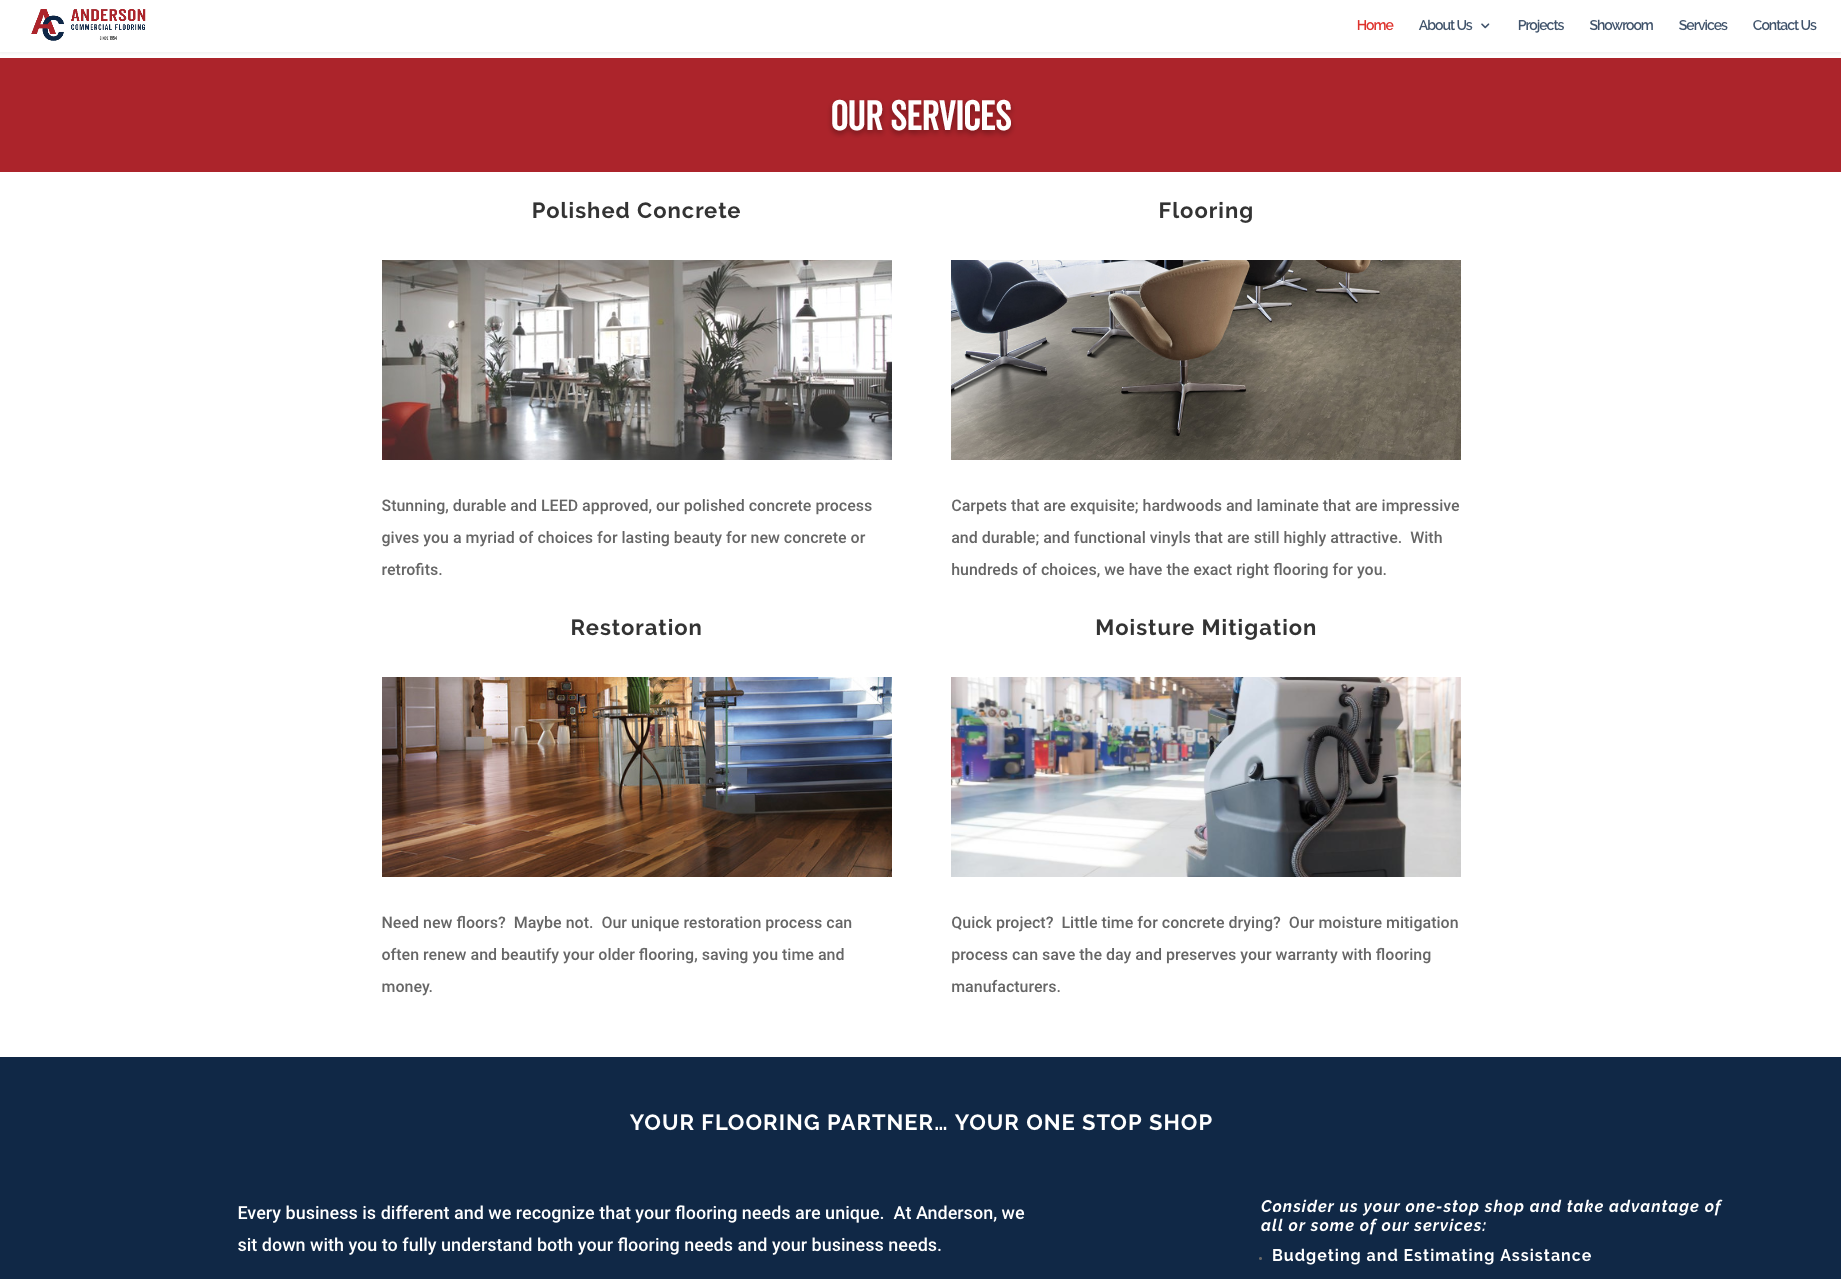 ANDERSON
COMMERCIAL FLOORING
Home
About Us
Projects
Showroom
Services
Contact Us
OUR SERVICES
Polished Concrete
Stunning, durable and LEED approved, our polished concrete process
gives you a myriad of choices for lasting beauty for new concrete or
retrofits.
Flooring
Carpets that are exquisite; hardwoods and laminate that are impressive
and durable; and functional vinyls that are still highly attractive.  With
hundreds of choices, we have the exact right flooring for you.
Restoration
Need new floors?  Maybe not.  Our unique restoration process can
often renew and beautify your older flooring, saving you time and
money.
Moisture Mitigation
Quick project?  Little time for concrete drying?  Our moisture mitigation
process can save the day and preserves your warranty with flooring
manufacturers.
YOUR FLOORING PARTNER… YOUR ONE STOP SHOP
Every business is different and we recognize that your flooring needs are unique.  At Anderson, we
sit down with you to fully understand both your flooring needs and your business needs.
Consider us your one-stop shop and take advantage of
all or some of our services:
Budgeting and Estimating Assistance